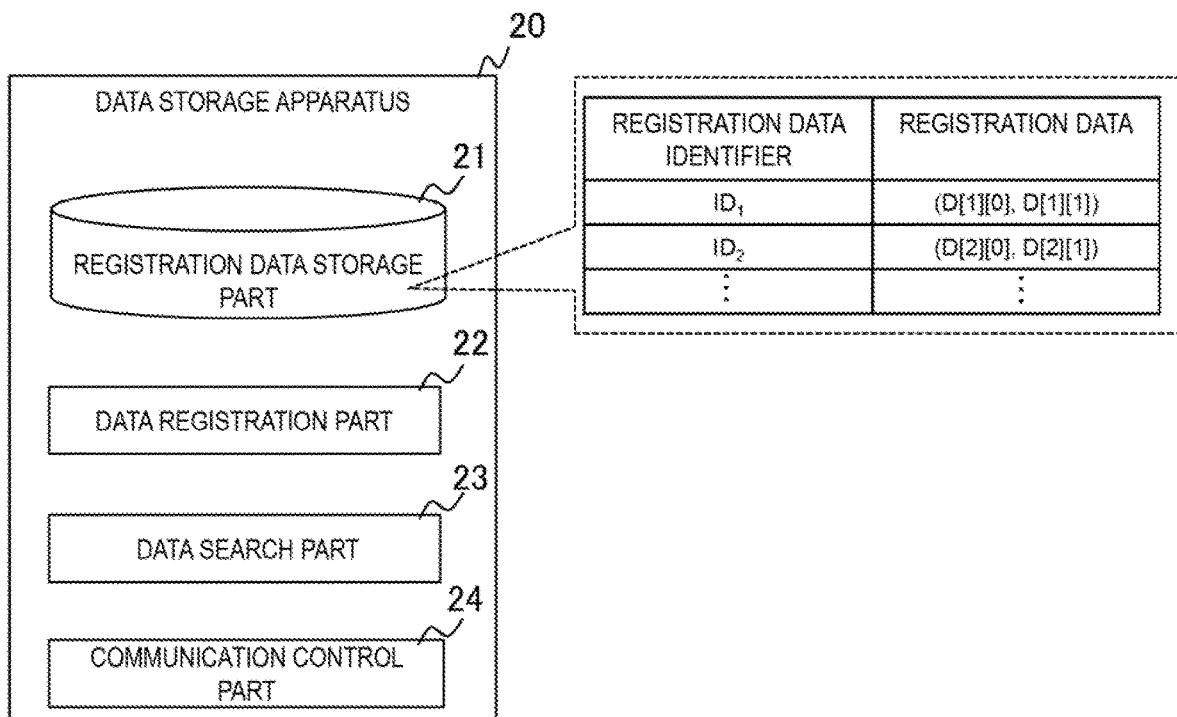 20
DATA STORAGE APPARATUS
21
REGISTRATION DATA STORAGE
PART
22
DATA REGISTRATION PART
23
DATA SEARCH PART
24
COMMUNICATION CONTROL
PART
REGISTRATION DATA
IDENTIFIER
REGISTRATION DATA
ID₁
(D[1][0], D[1][1])
ID₂
(D[2][0], D[2][1])
⋮
⋮